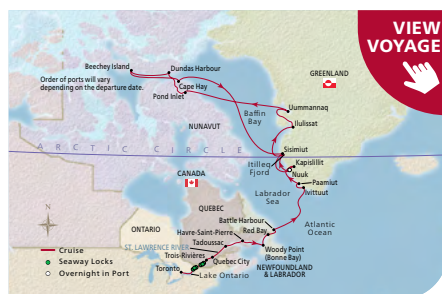 VIEW
VOYAGE
Beechey Island
Dundas Harbour
Order of ports will vary
depending on the departure date.
Cape Hay
Pond Inlet
GREENLAND
Uummannaq
Baffin
Bay
Ilulissat
NUNAVUT
Sisimiut
ARCTIC CIRCLE
Itilleq
Fjord
Kapisillit
Nuuk
CANADA
Paamiut
Labrador
Sea
Ivittuut
QUEBEC
Battle Harbour
Atlantic
Ocean
ONTARIO
Havre-Saint-Pierre
Red Bay
N
Tadoussac
ST. LAWRENCE RIVER
Woody Point
(Bonne Bay)
Cruise
Trois-Rivières
Seaway Locks
Quebec City
NEWFOUNDLAND
& LABRADOR
Overnight in Port
Toronto
Lake Ontario